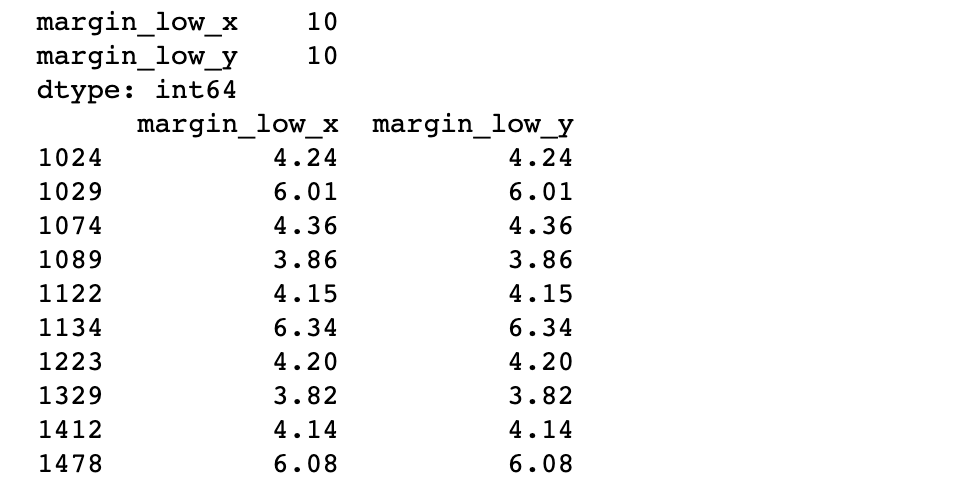 margin_low_x    10
margin_low_y    10
dtype: int64
      margin_low_x  margin_low_y
1024          4.24          4.24
1029          6.01          6.01
1074          4.36          4.36
1089          3.86          3.86
1122          4.15          4.15
1134          6.34          6.34
1223          4.20          4.20
1329          3.82          3.82
1412          4.14          4.14
1478          6.08          6.08